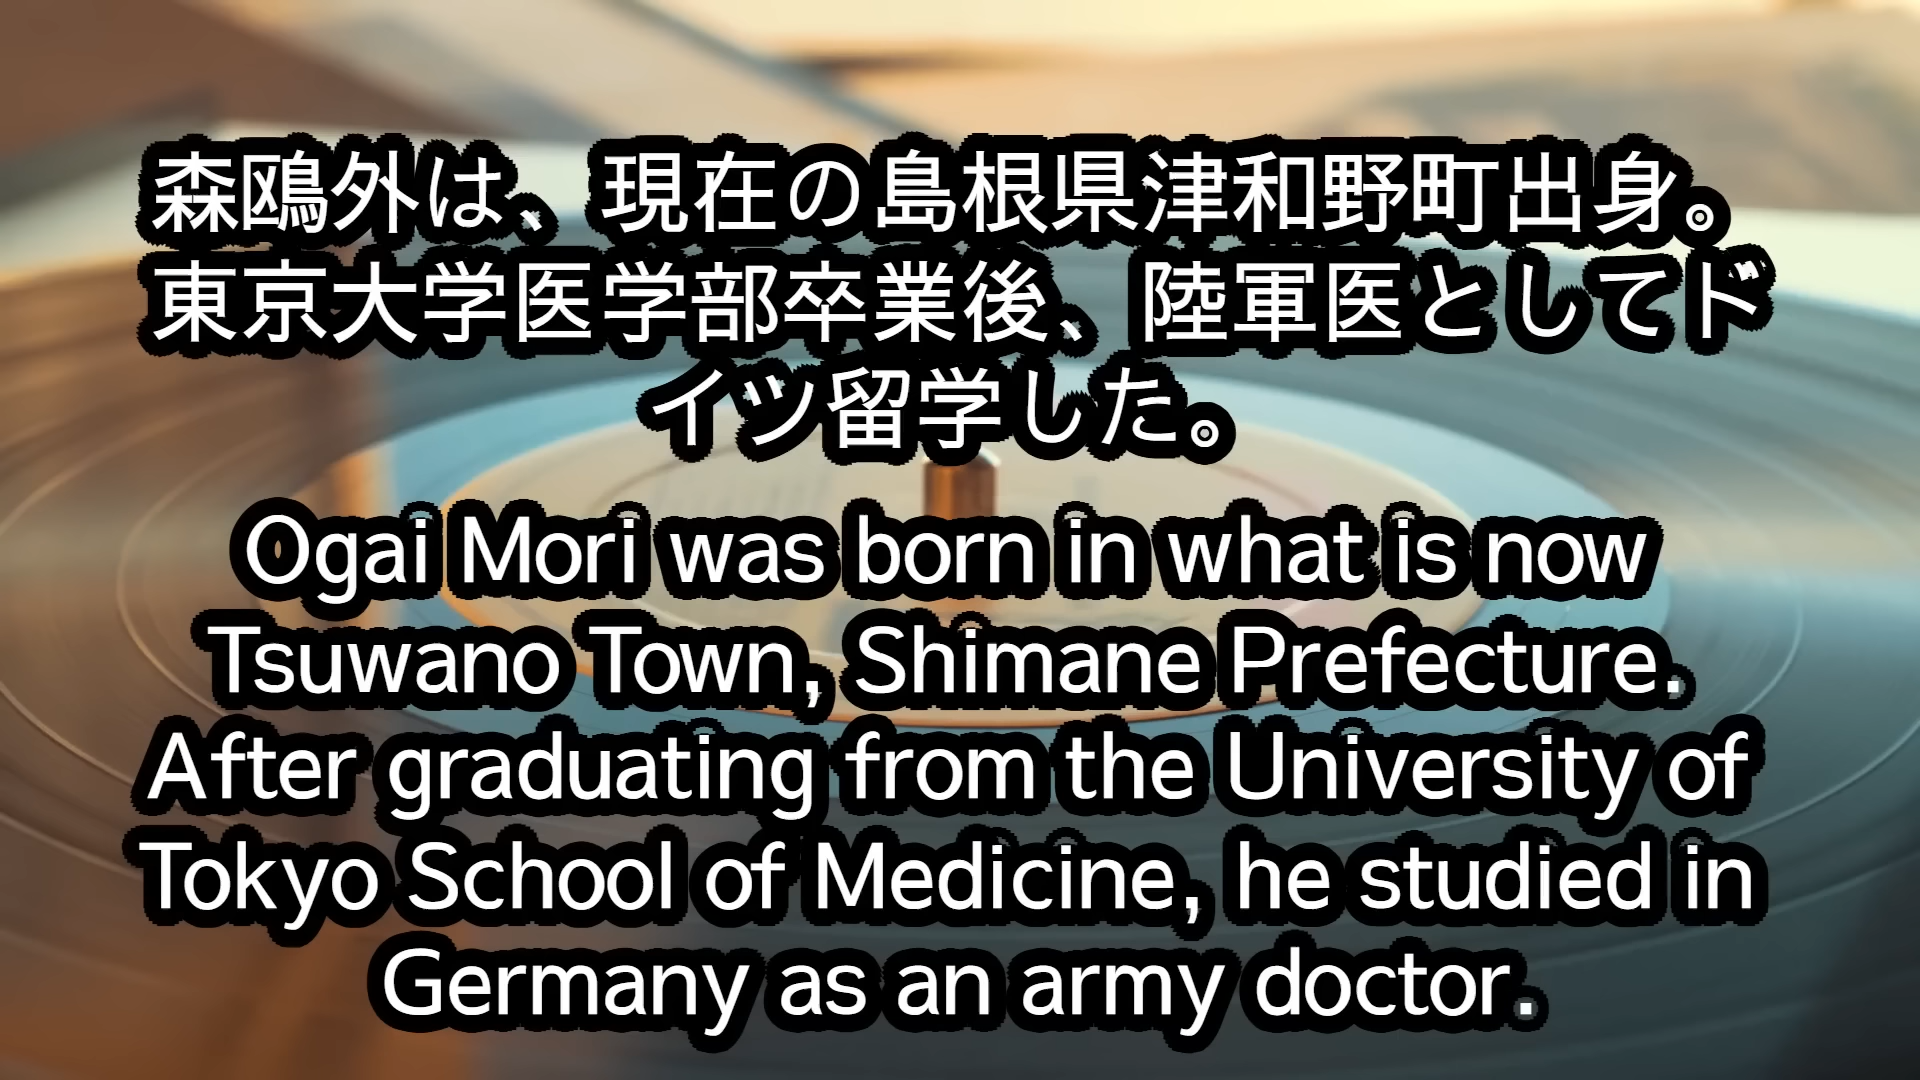 森鴎外は、現在の島根県津和野町出身。
東京大学医学部卒業後、陸軍医としてド
イツ留学した。
Ogai Mori was born in what is now
Tsuwano Town, Shimane Prefecture.
After graduating from the University of
Tokyo School of Medicine, he studied in
Germany as an army doctor.